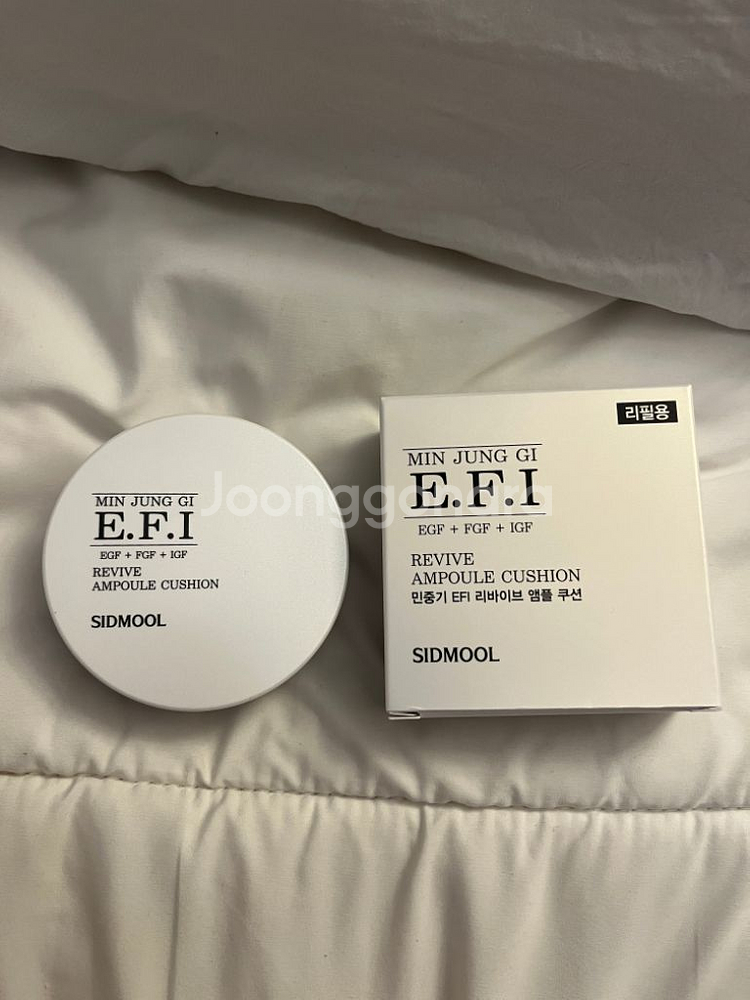 MIN JUNG GI
E.F.I
EGF + FGF + IGF
REVIVE
AMPOULE CUSHION
SIDMOOL
리필용
MIN JUNG GI
E.F.I
EGF + FGF + IGF
REVIVE
AMPOULE CUSHION
민중기 EFI 리바이브 앰플 쿠션
SIDMOOL
Joonggonara